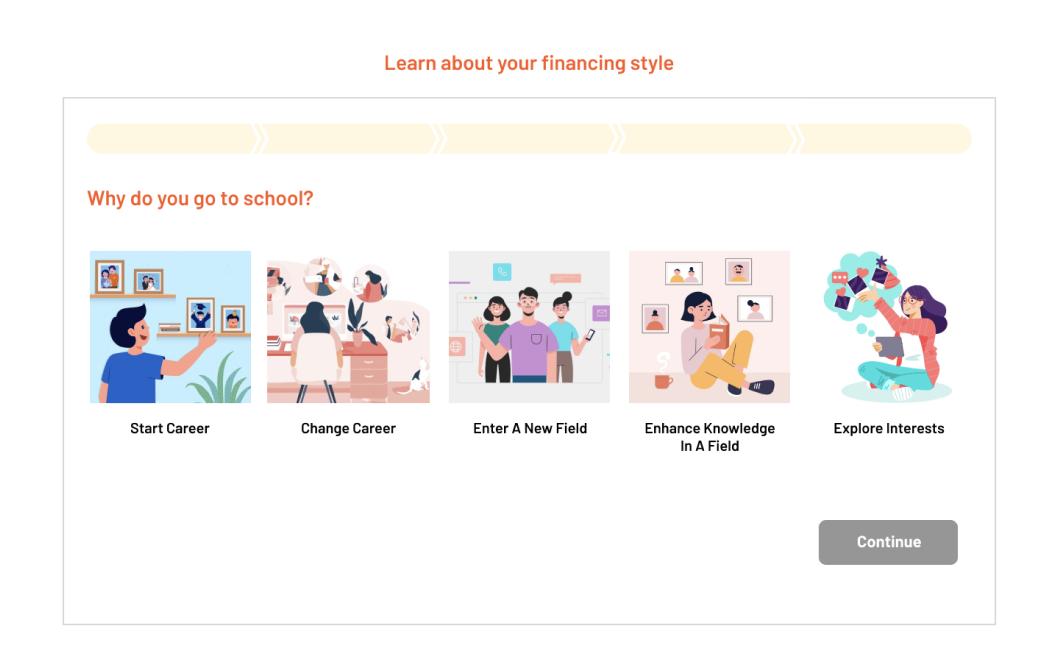 Learn about your financing style
Why do you go to school?
Start Career
Change Career
Enter A New Field
Enhance Knowledge
In A Field
Explore Interests
Continue